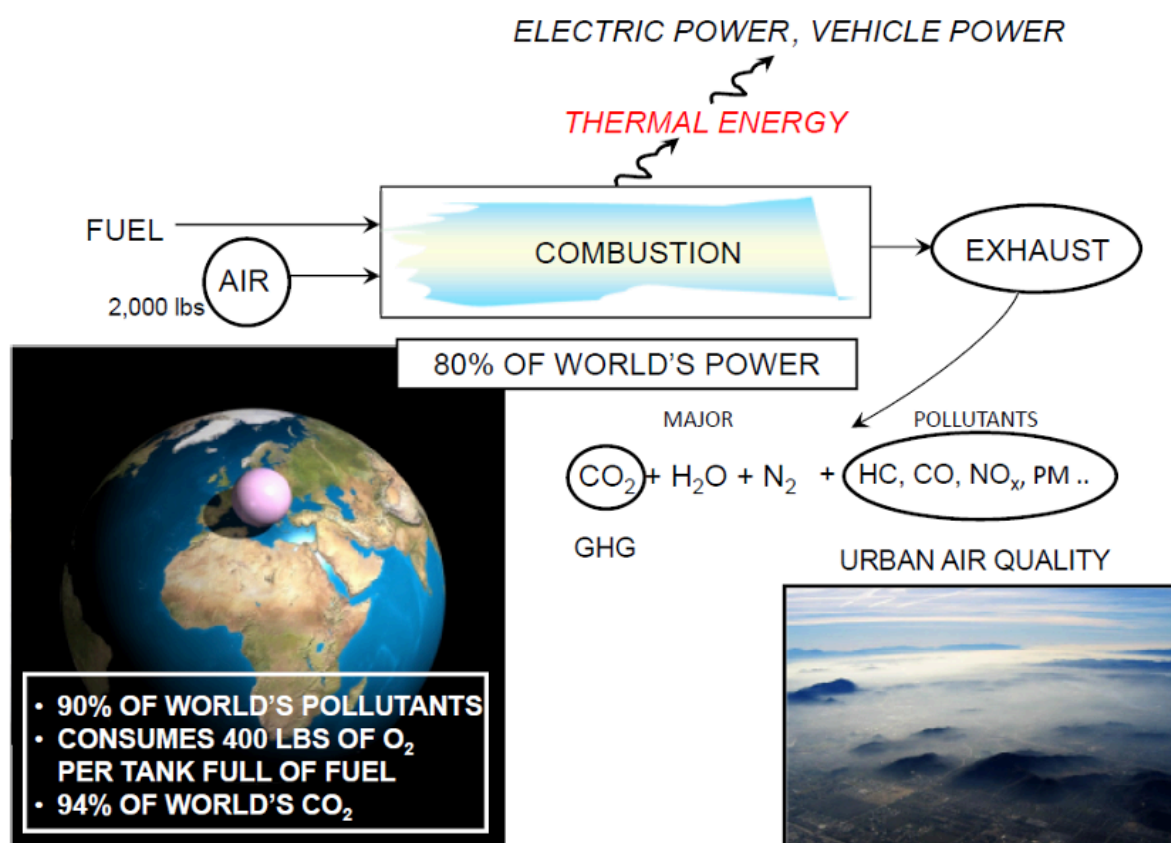 ELECTRIC POWER, VEHICLE POWER
THERMAL ENERGY
FUEL
AIR
2,000 lbs
COMBUSTION
EXHAUST
80% OF WORLD'S POWER
MAJOR
POLLUTANTS
CO₂ + H₂O + N₂ + HC, CO, NOₓ, PM ..
GHG
URBAN AIR QUALITY
• 90% OF WORLD'S POLLUTANTS
• CONSUMES 400 LBS OF O₂
PER TANK FULL OF FUEL
• 94% OF WORLD'S CO₂